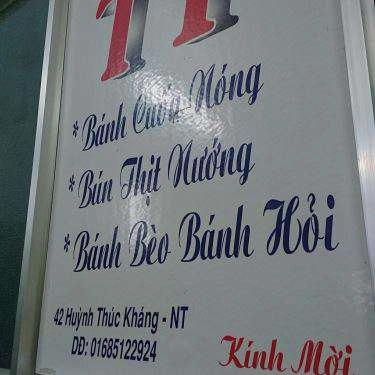 TT
* Bánh Cuốn Nóng
* Bún Thịt Nướng
* Bánh Bèo Bánh Hỏi
42 Huỳnh Thúc Kháng - NT
DĐ: 01685122924
Kính Mời